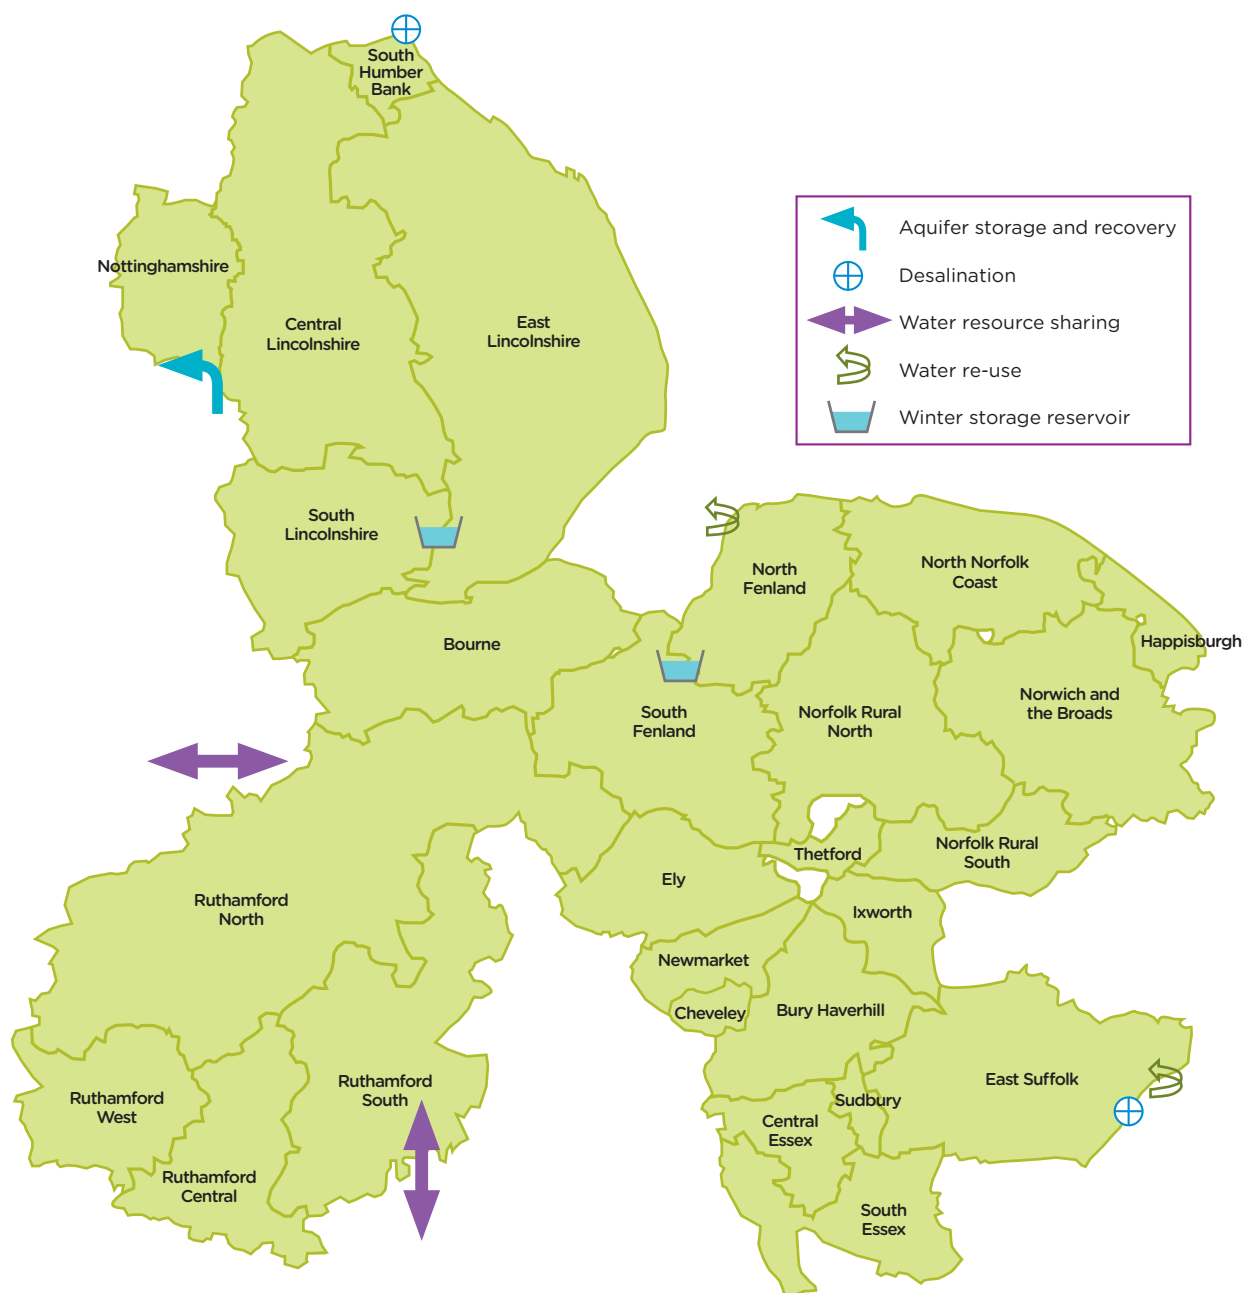 South
Humber
Bank
Nottinghamshire
Central
Lincolnshire
East
Lincolnshire
Aquifer storage and recovery
Desalination
Water resource sharing
Water re-use
Winter storage reservoir
South
Lincolnshire
North
Fenland
North Norfolk
Coast
Happisburgh
Bourne
South
Fenland
Norfolk Rural
North
Norwich and
the Broads
Thetford
Norfolk Rural
South
Ely
Ruthamford
North
Ixworth
Newmarket
Cheveley
Bury Haverhill
Ruthamford
West
Ruthamford
South
East Suffolk
Sudbury
Central
Essex
Ruthamford
Central
South
Essex